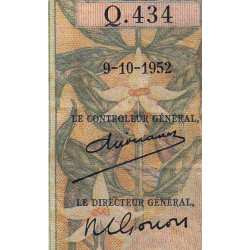 Q.434
9-10-1952
LE CONTROLEUR GÉNÉRAL,
LE DIRECTEUR GÉNÉRAL,